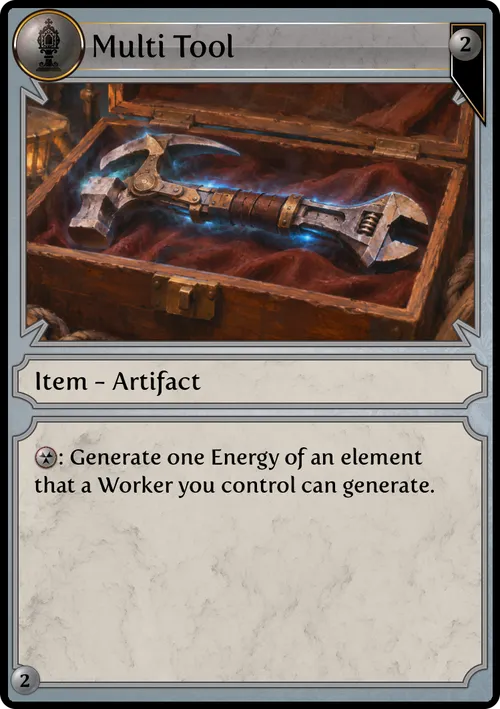 Multi Tool
2
Item – Artifact
: Generate one Energy of an element
that a Worker you control can generate.
2